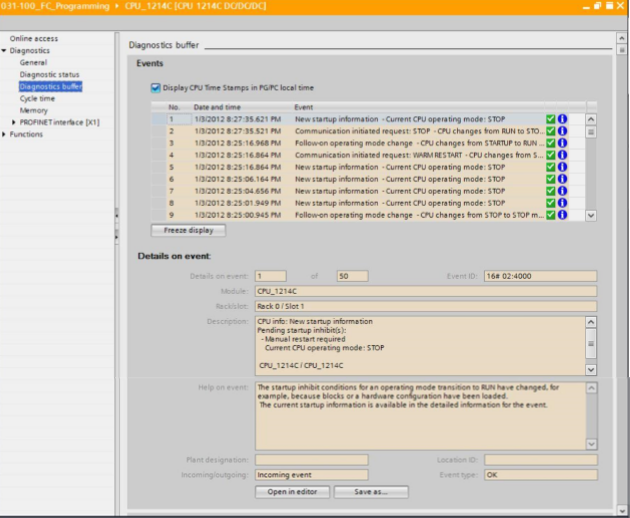 031-100_FC_Programming ▸ CPU_1214C [CPU 1214C DC/DC/DC]
Online access
Diagnostics
General
Diagnostic status
Diagnostics buffer
Cycle time
Memory
PROFINET interface [X1]
Functions
Diagnostics buffer
Events
Display CPU Time Stamps in PG/PC local time
No. Date and time Event
1 1/3/2012 8:27:35.621 PM New startup information - Current CPU operating mode: STOP
2 1/3/2012 8:27:35.521 PM Communication initiated request: STOP - CPU changes from RUN to STO...
3 1/3/2012 8:25:16.968 PM Follow-on operating mode change - CPU changes from STARTUP to RUN ...
4 1/3/2012 8:25:16.864 PM Communication initiated request: WARM RESTART - CPU changes from S...
5 1/3/2012 8:25:16.864 PM New startup information - Current CPU operating mode: STOP
6 1/3/2012 8:25:06.164 PM New startup information - Current CPU operating mode: STOP
7 1/3/2012 8:25:04.656 PM New startup information - Current CPU operating mode: STOP
8 1/3/2012 8:25:01.949 PM New startup information - Current CPU operating mode: STOP
9 1/3/2012 8:25:00.945 PM Follow-on operating mode change - CPU changes from STOP to STOP m...
Freeze display
Details on event:
Details on event: 1 of 50 Event ID: 16# 02:4000
Module: CPU_1214C
Rack/slot: Rack 0 / Slot 1
Description: CPU info: New startup information
Pending startup inhibit(s):
- Manual restart required
Current CPU operating mode: STOP
CPU_1214C / CPU_1214C
Help on event: The startup inhibit conditions for an operating mode transition to RUN have changed, for
example, because blocks or a hardware configuration have been loaded.
The current startup information is available in the detailed information for the event.
Plant designation: Location ID:
Incoming/outgoing: Incoming event Event type: OK
Open in editor Save as...